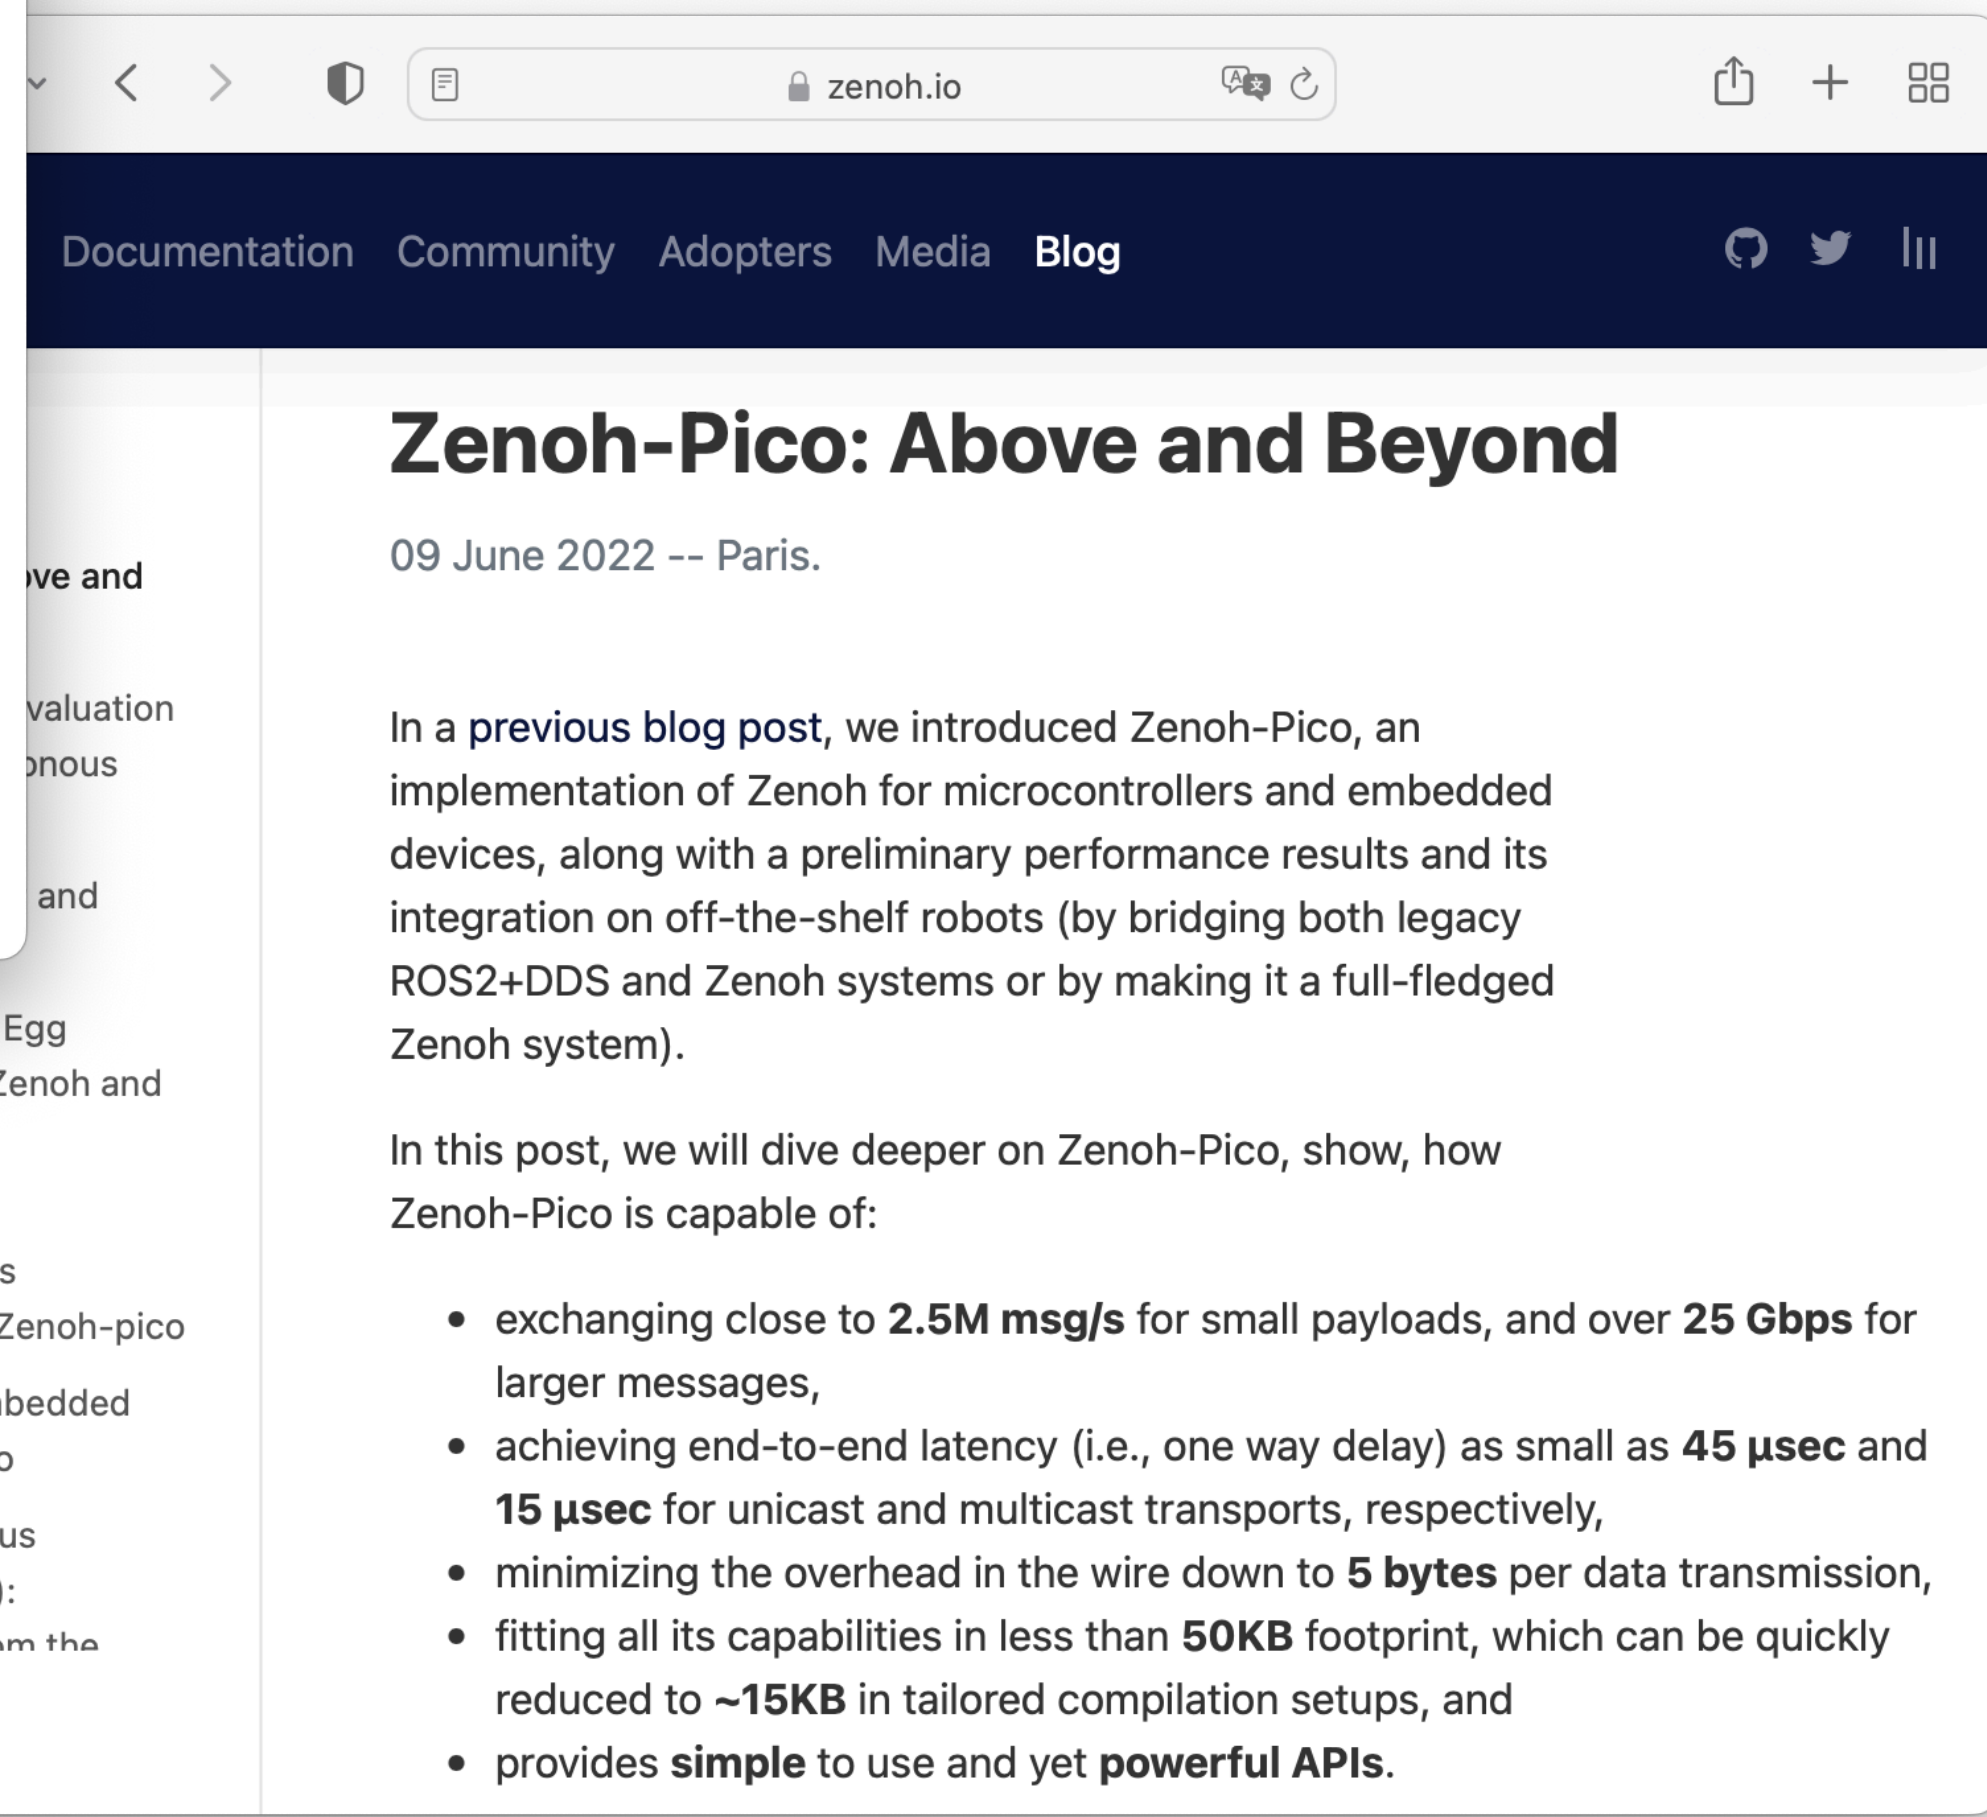 zenoh.io
Documentation Community Adopters Media Blog
and
and
Egg
and
Zenoh-pico
us
the
Zenoh-Pico: Above and Beyond
09 June 2022 -- Paris.
In a previous blog post, we introduced Zenoh-Pico, an
implementation of Zenoh for microcontrollers and embedded
devices, along with a preliminary performance results and its
integration on off-the-shelf robots (by bridging both legacy
ROS2+DDS and Zenoh systems or by making it a full-fledged
Zenoh system).
In this post, we will dive deeper on Zenoh-Pico, show, how
Zenoh-Pico is capable of:
• exchanging close to 2.5M msg/s for small payloads, and over 25 Gbps for
larger messages,
• achieving end-to-end latency (i.e., one way delay) as small as 45 µsec and
15 µsec for unicast and multicast transports, respectively,
• minimizing the overhead in the wire down to 5 bytes per data transmission,
• fitting all its capabilities in less than 50KB footprint, which can be quickly
reduced to ~15KB in tailored compilation setups, and
• provides simple to use and yet powerful APIs.